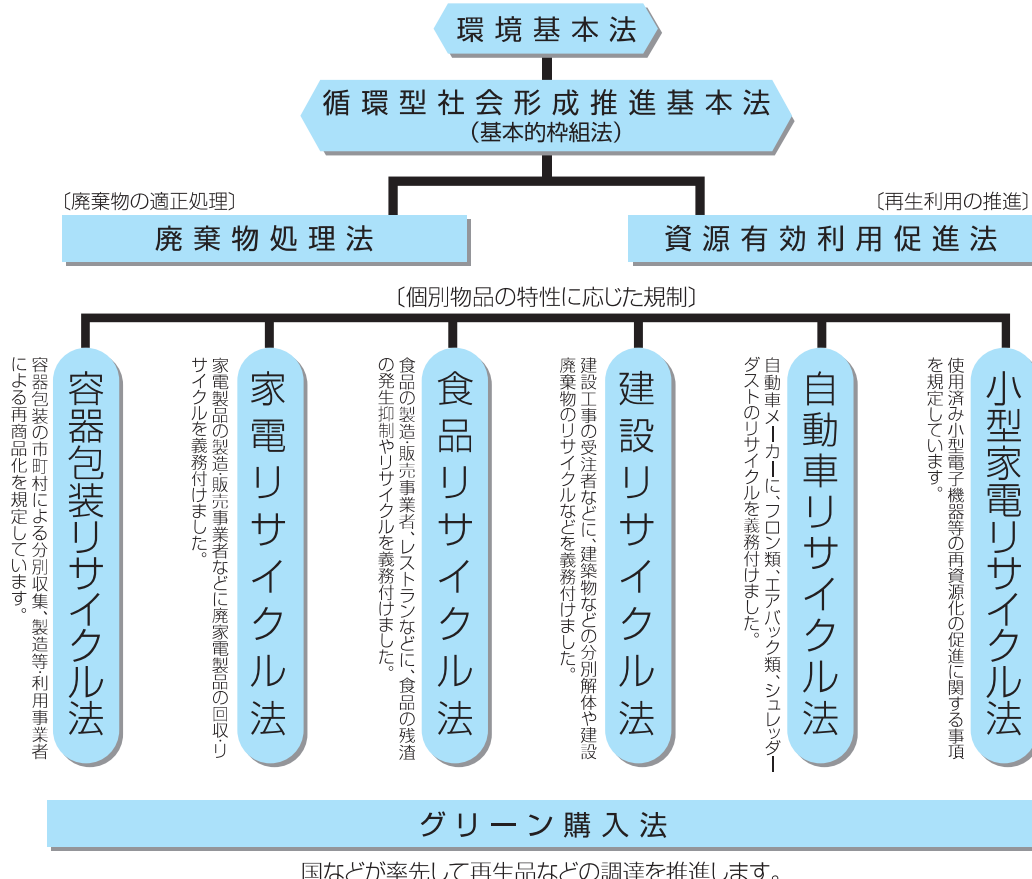 環境基本法
循環型社会形成推進基本法
(基本的枠組法)
〔廃棄物の適正処理〕
〔再生利用の推進〕
廃棄物処理法
資源有効利用促進法
〔個別物品の特性に応じた規制〕
容器包装リサイクル法
容器包装の市町村による分別収集、製造等・利用事業者
による再商品化を規定しています。
家電リサイクル法
家電製品の製造・販売事業者などに廃家電製品の回収・リ
サイクルを義務付けました。
食品リサイクル法
食品の製造・販売事業者、レストランなどに、食品の残渣
の発生抑制やリサイクルを義務付けました。
建設リサイクル法
建設工事の受注者などに、建築物などの分別解体や建設
廃棄物のリサイクルなどを義務付けました。
自動車リサイクル法
自動車メーカーに、フロン類、エアバック類、シュレッダー
ダストのリサイクルを義務付けました。
小型家電リサイクル法
使用済み小型電子機器等の再資源化の促進に関する事項
を規定しています。
グリーン購入法
国などが率先して再生品などの調達を推進します。